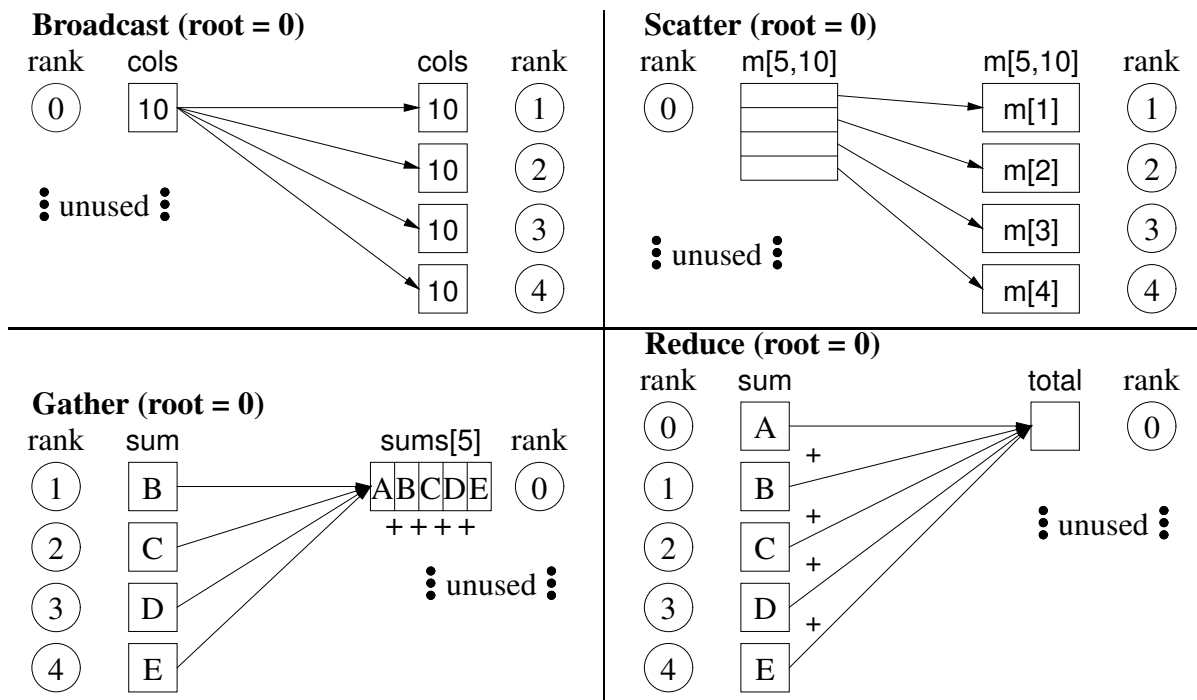 Broadcast (root = 0)
rank cols cols rank
0 10 10 1
10 2
unused
10 3
10 4
Scatter (root = 0)
rank m[5,10] m[5,10] rank
0 m[1] 1
m[2] 2
m[3] 3
unused
m[4] 4
Gather (root = 0)
rank sum sums[5] rank
1 B A B C D E 0
+ + + +
2 C
unused
3 D
4 E
Reduce (root = 0)
rank sum total rank
0 A 0
+
1 B
+
unused
2 C
+
3 D
+
4 E